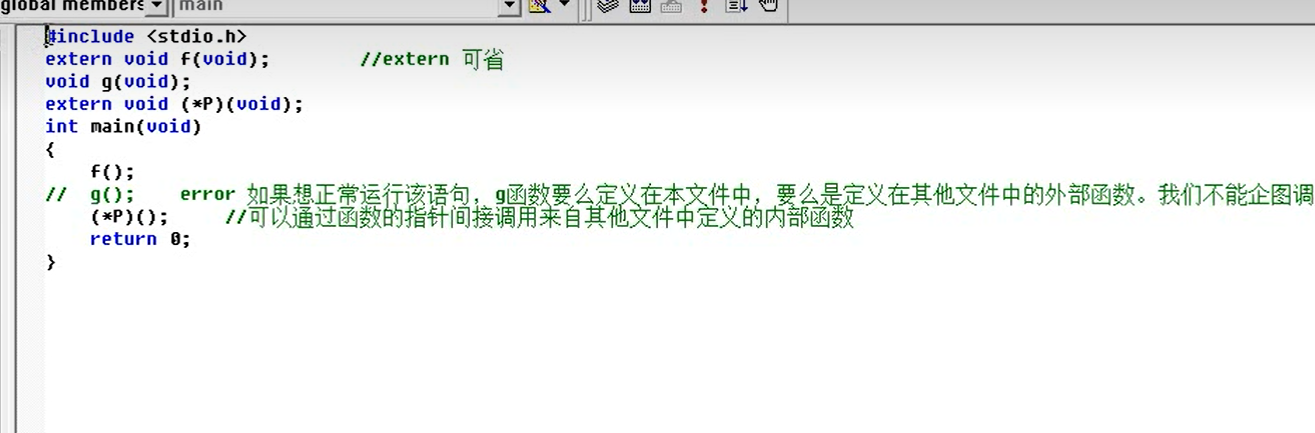 global members main
#include <stdio.h>
extern void f(void); //extern 可省
void g(void);
extern void (*P)(void);
int main(void)
{
f();
// g(); error 如果想正常运行该语句，g函数要么定义在本文件中，要么是定义在其他文件中的外部函数。我们不能企图调
(*P)(); //可以通过函数的指针间接调用来自其他文件中定义的内部函数
return 0;
}